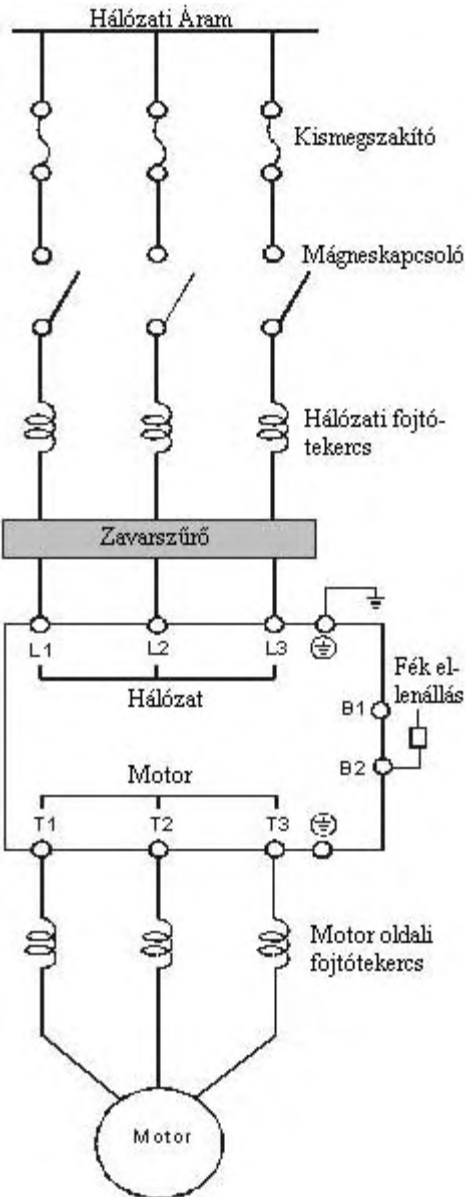 Hálózati Áram
Kismegszakító
Mágneskapcsoló
Hálózati fojtó-
tekercs
Zavarszűrő
L1 L2 L3
Hálózat
Fék el-
lenállás
B1
B2
Motor
T1 T2 T3
Motor oldali
fojtótekercs
Motor